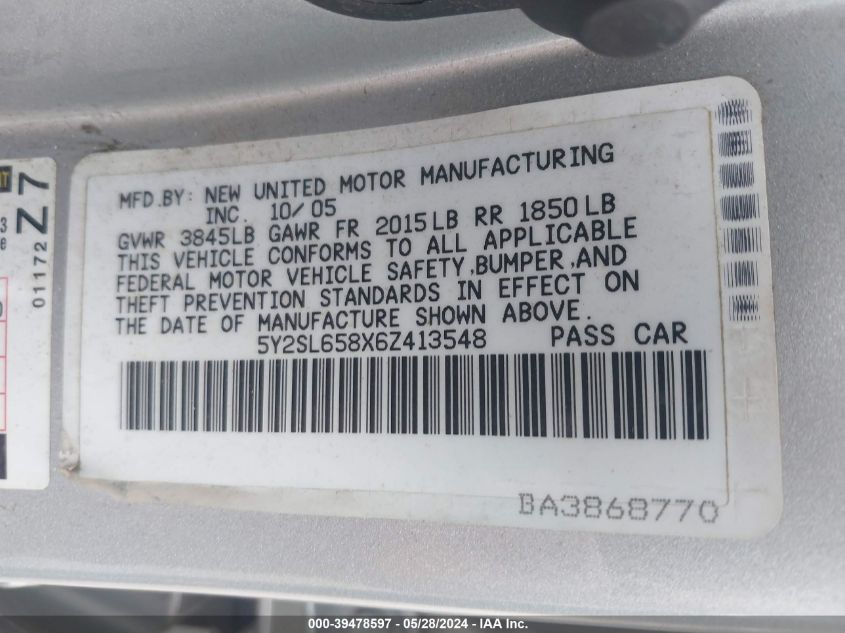 MFD.BY: NEW UNITED MOTOR MANUFACTURING
INC. 10/05
GVWR 3845LB GAWR FR 2015LB RR 1850LB
THIS VEHICLE CONFORMS TO ALL APPLICABLE
FEDERAL MOTOR VEHICLE SAFETY,BUMPER,AND
THEFT PREVENTION STANDARDS IN EFFECT ON
THE DATE OF MANUFACTURE SHOWN ABOVE.
5Y2SL658X6Z413548 PASS CAR
BA3868770
01172
Z7
000-39478597 - 05/28/2024 - IAA Inc.